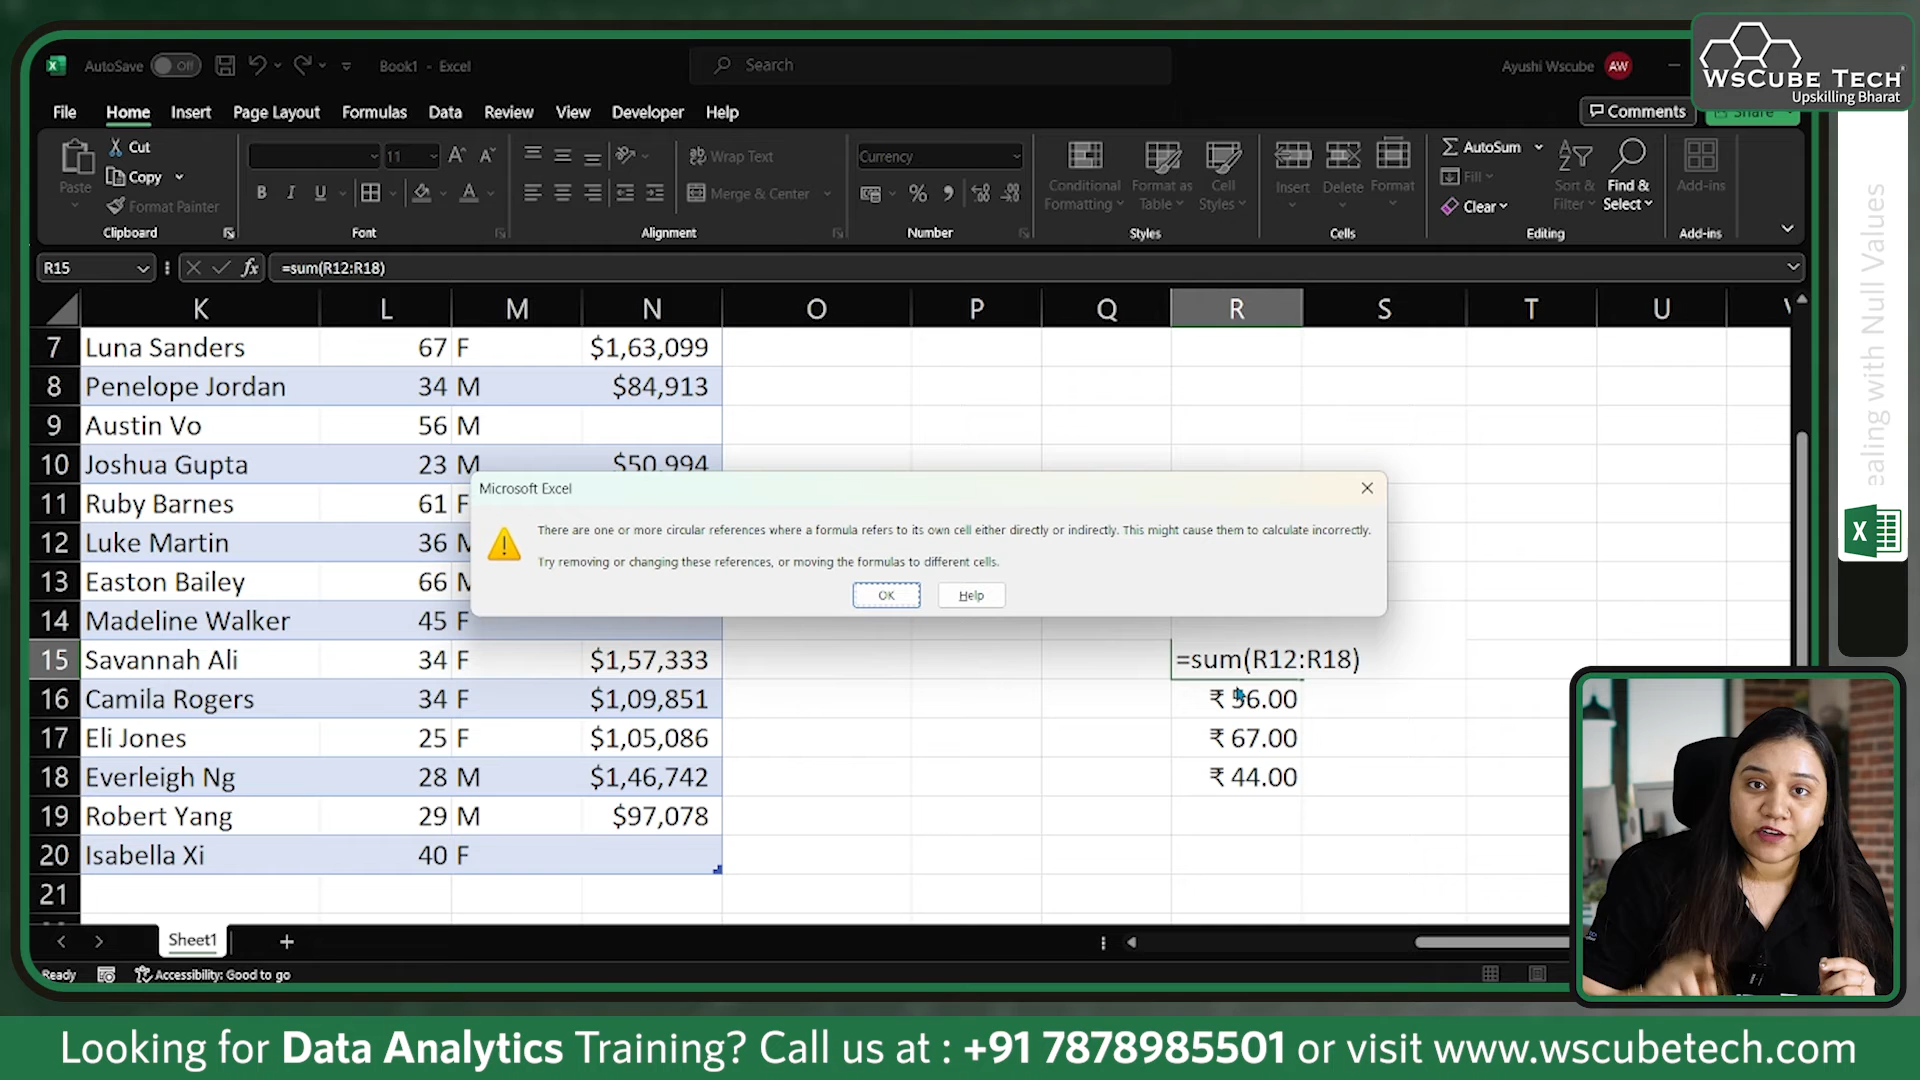 WsCube Tech
Upskilling Bharat
AutoSave Off Book1 - Excel Search Ayushi Wscube AW
File Home Insert Page Layout Formulas Data Review View Developer Help Comments Share
Paste Cut Copy Format Painter Clipboard
11 B I U Font
Wrap Text Merge & Center Alignment
Currency % Number
Conditional Formatting Format as Table Cell Styles Styles
Insert Delete Format Cells
AutoSum Fill Clear Sort & Filter Find & Select Editing
Add-ins Add-ins
R15 fx =sum(R12:R18)
K L M N O P Q R S T U
7 Luna Sanders 67 F $1,63,099
8 Penelope Jordan 34 M $84,913
9 Austin Vo 56 M
10 Joshua Gupta 23 M $50,994
11 Ruby Barnes 61 F
12 Luke Martin 36
13 Easton Bailey 66
14 Madeline Walker 45 F
15 Savannah Ali 34 F $1,57,333 =sum(R12:R18)
16 Camila Rogers 34 F $1,09,851
17 Eli Jones 25 F $1,05,086 ₹ 67.00
18 Everleigh Ng 28 M $1,46,742 ₹ 44.00
19 Robert Yang 29 M $97,078
20 Isabella Xi 40 F
21
Microsoft Excel
There are one or more circular references where a formula refers to its own cell either directly or indirectly. This might cause them to calculate incorrectly.
Try removing or changing these references, or moving the formulas to different cells.
OK Help
Sheet1
Ready Accessibility: Good to go
ealing with Null Values
Looking for Data Analytics Training? Call us at : +91 7878985501 or visit www.wscubetech.com